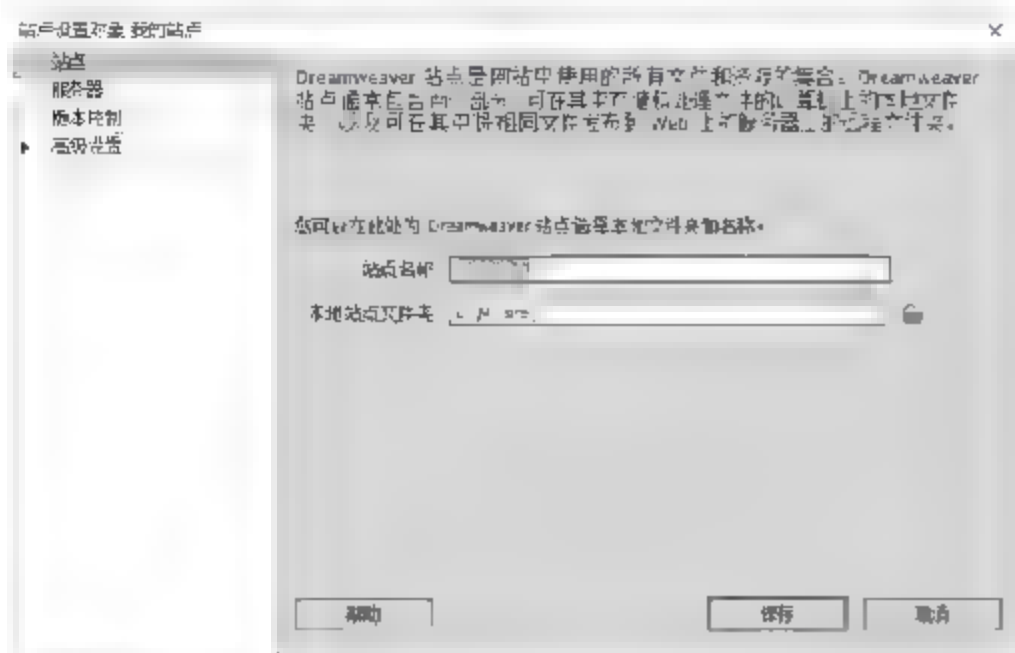 站点设置对象 我的站点
站点
服务器
版本控制
高级设置
Dreamweaver 站点是网站中使用的所有文件和资源的集合。Dreamweaver
站点通常包含两个部分：可在其中存储和处理文件的计算机上的本地文件
夹，以及可在其中将相同文件发布到 Web 上的服务器上的远程文件夹。
您可以在此处为 Dreamweaver 站点选择本地文件夹和名称。
站点名称
本地站点文件夹
帮助
保存
取消